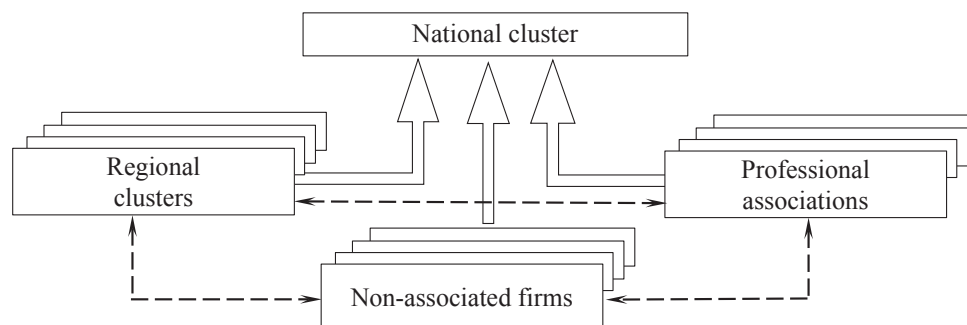 National cluster
Regional
clusters
Professional
associations
Non-associated firms